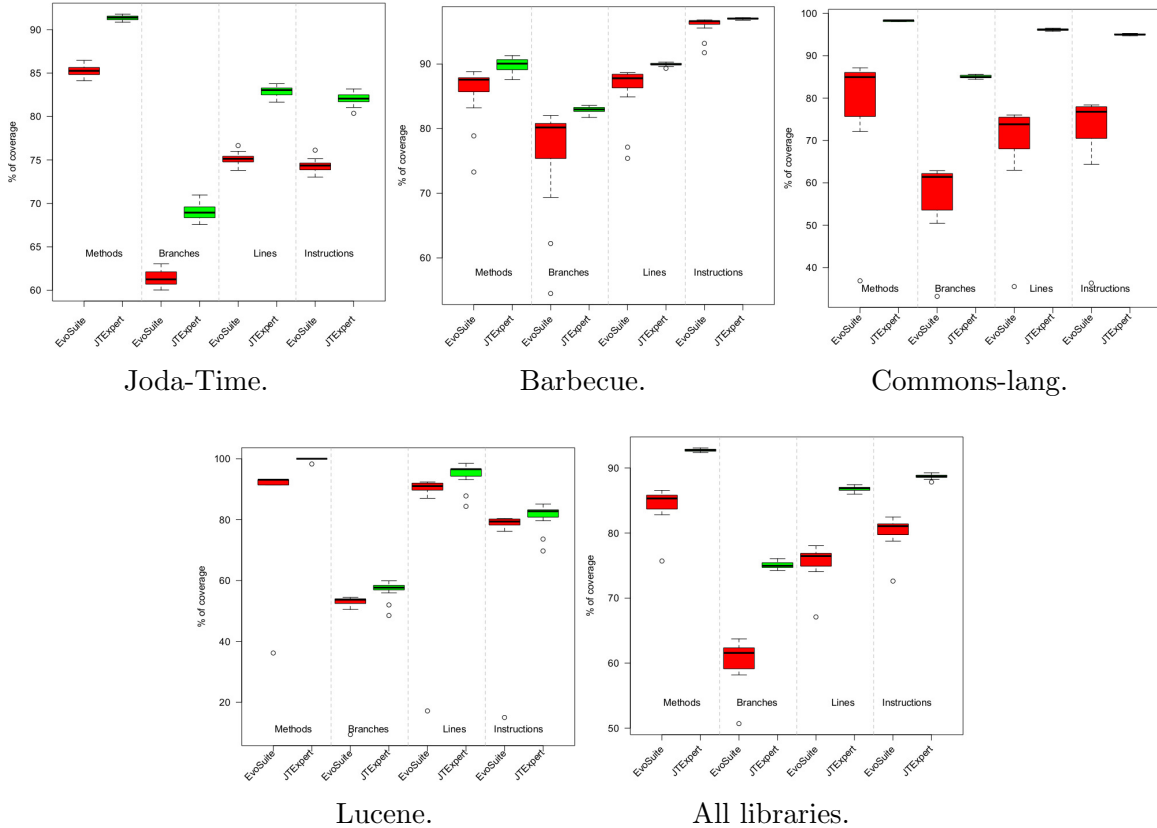 % of coverage
90
85
80
75
70
65
60
Methods Branches Lines Instructions
EvoSuite JTExpert EvoSuite JTExpert EvoSuite JTExpert EvoSuite JTExpert
Joda-Time.
% of coverage
90
80
70
60
Methods Branches Lines Instructions
EvoSuite JTExpert EvoSuite JTExpert EvoSuite JTExpert EvoSuite JTExpert
Barbecue.
% of coverage
100
90
80
70
60
50
40
Methods Branches Lines Instructions
EvoSuite JTExpert EvoSuite JTExpert EvoSuite JTExpert EvoSuite JTExpert
Commons-lang.
% of coverage
100
80
60
40
20
Methods Branches Lines Instructions
EvoSuite JTExpert EvoSuite JTExpert EvoSuite JTExpert EvoSuite JTExpert
Lucene.
% of coverage
90
80
70
60
50
Methods Branches Lines Instructions
EvoSuite JTExpert EvoSuite JTExpert EvoSuite JTExpert EvoSuite JTExpert
All libraries.